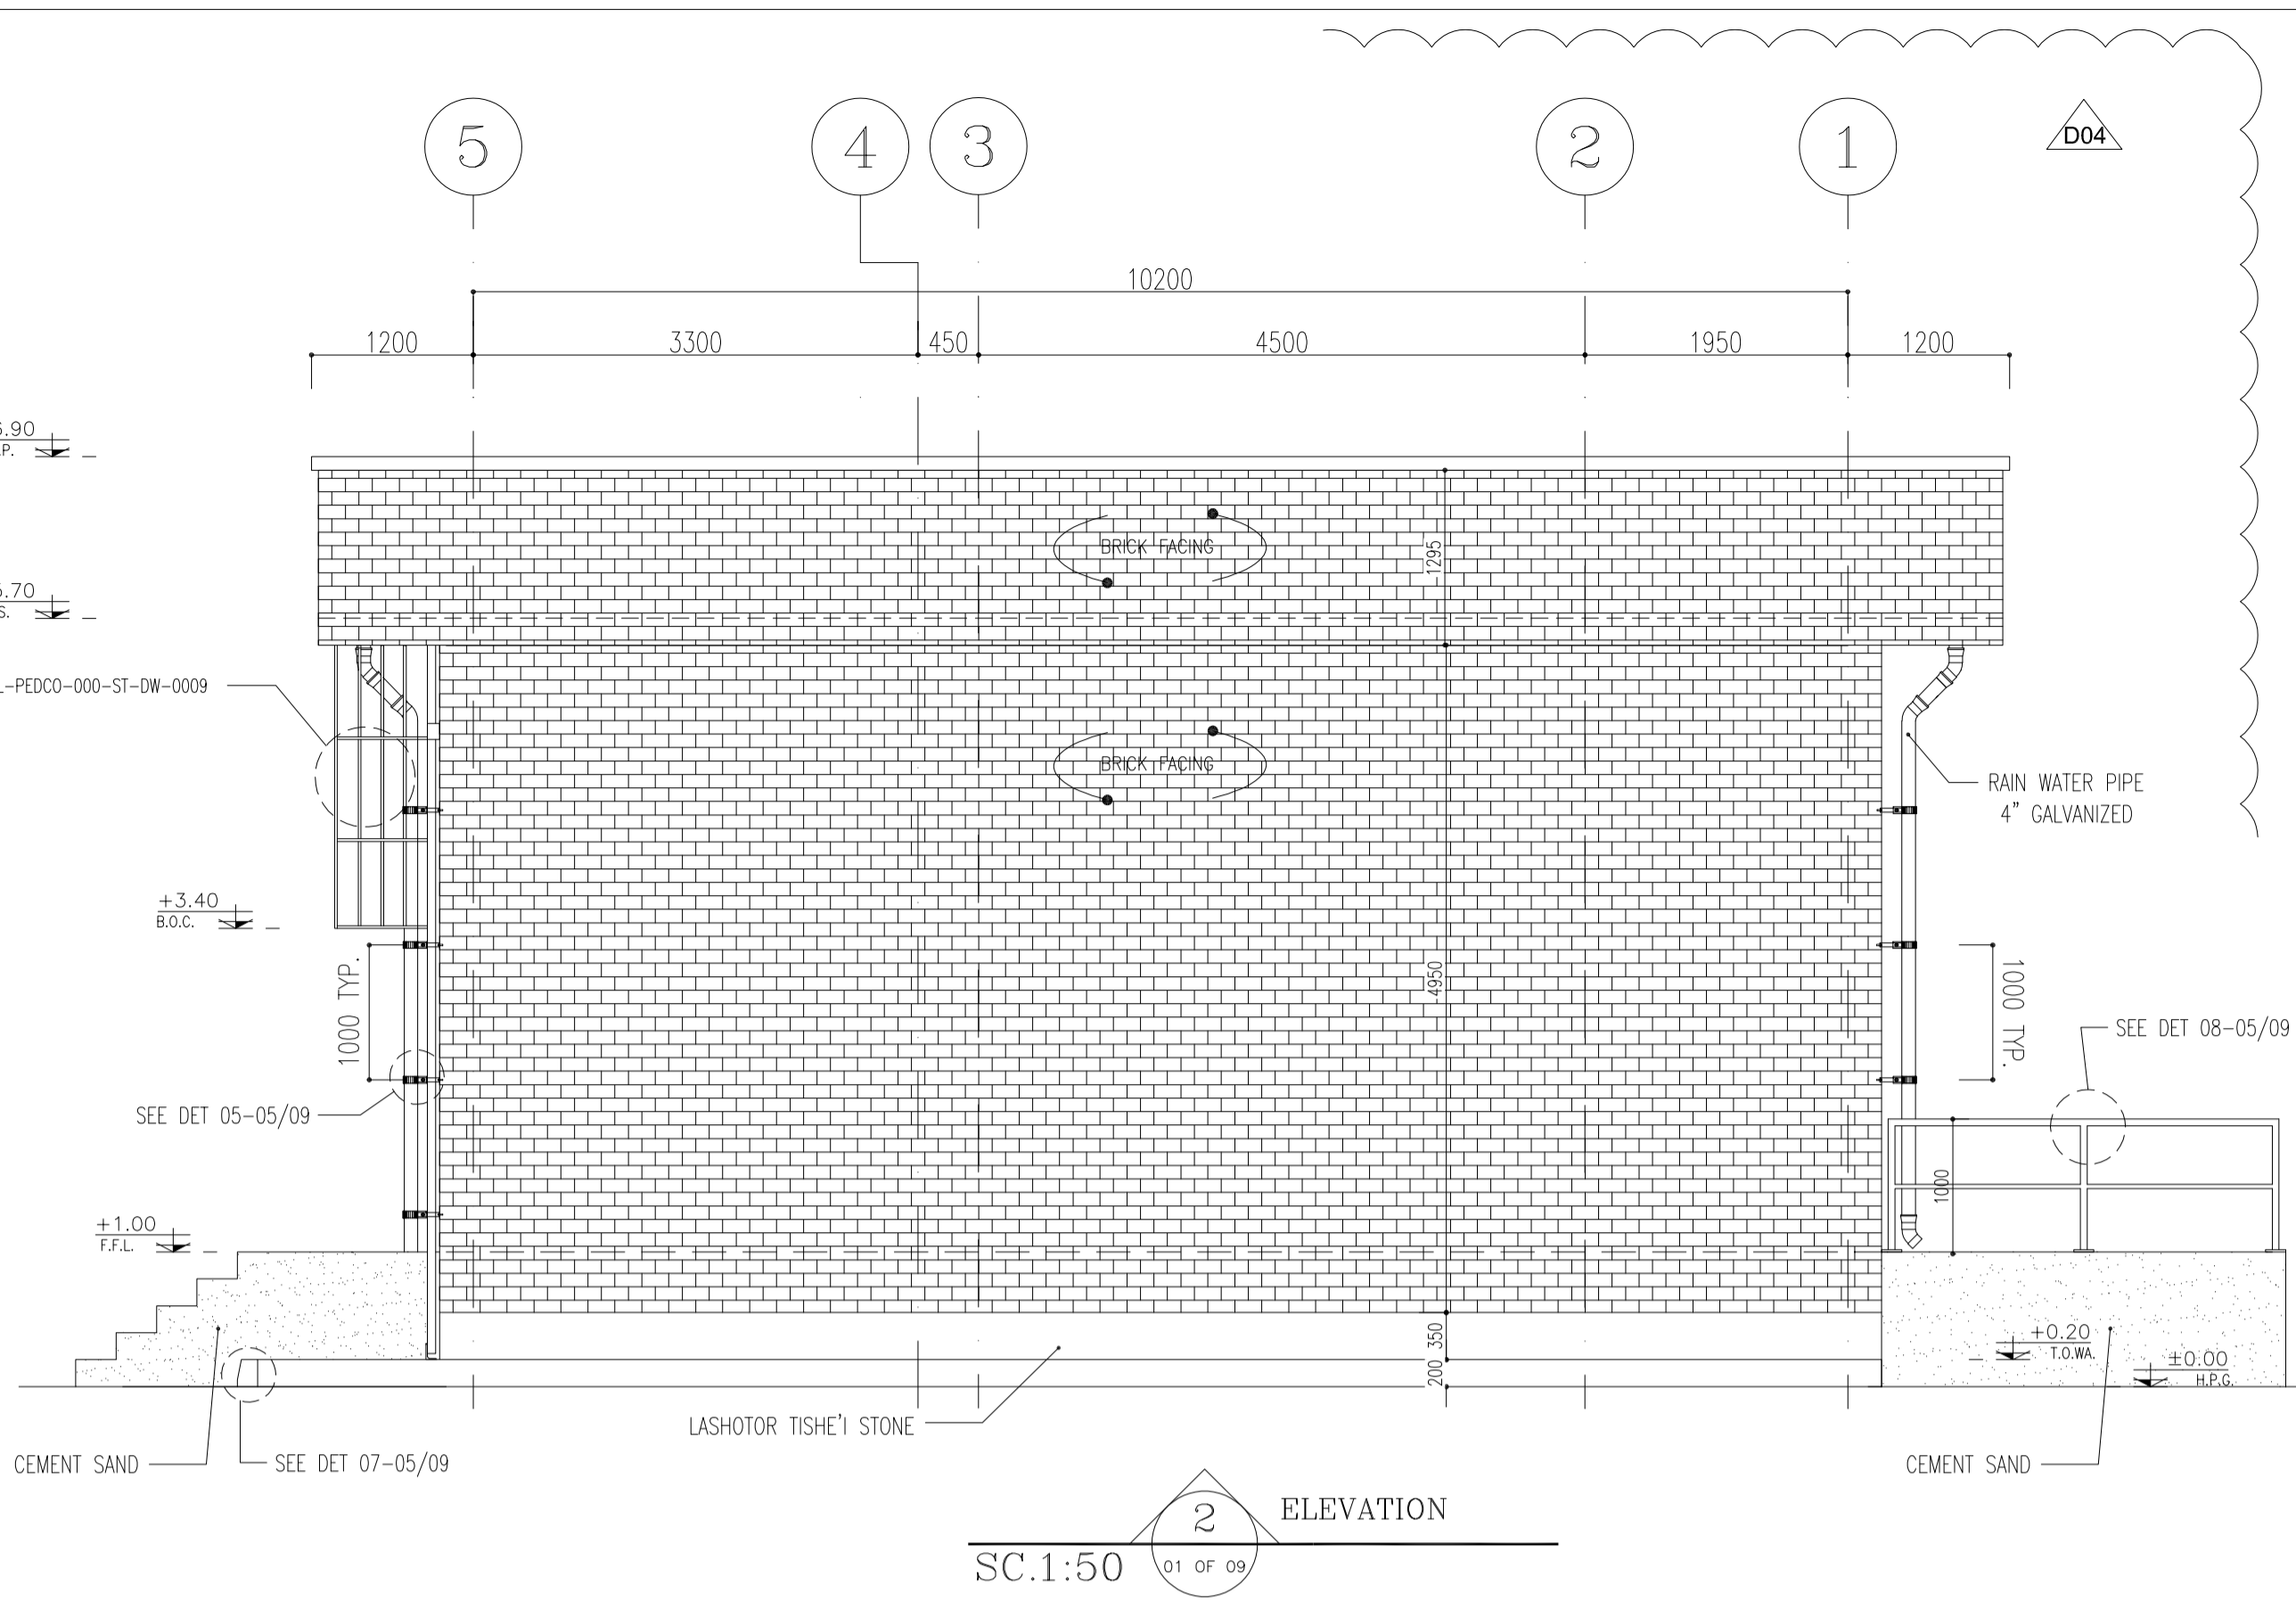 5
4
3
2
1
D04
10200
1200
3300
450
4500
1950
1200
6.90
.P.
BRICK FACING
1295
5.70
S.
-PEDCO-000-ST-DW-0009
BRICK FACING
RAIN WATER PIPE
4" GALVANIZED
+3.40
B.O.C.
1000 TYP.
4950
1000 TYP.
SEE DET 08-05/09
SEE DET 05-05/09
1000
+1.00
F.F.L.
350
200
+0.20
T.O.WA.
±0.00
H.P.G.
LASHOTOR TISHE'I STONE
CEMENT SAND
SEE DET 07-05/09
CEMENT SAND
2
ELEVATION
SC.1:50
01 OF 09